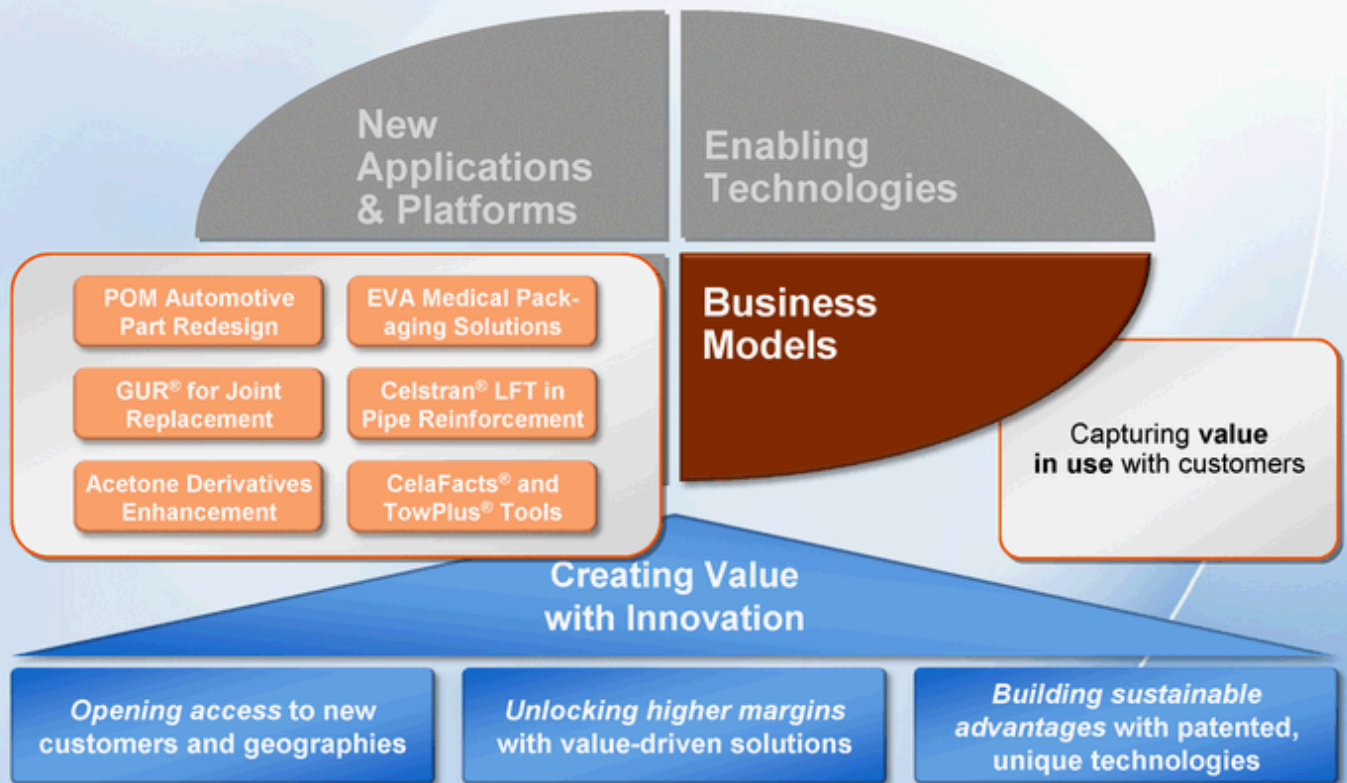 New
Applications
& Platforms
Enabling
Technologies
POM Automotive
Part Redesign
EVA Medical Pack-
aging Solutions
GUR® for Joint
Replacement
Celstran® LFT in
Pipe Reinforcement
Acetone Derivatives
Enhancement
CelaFacts® and
TowPlus® Tools
Business
Models
Capturing value
in use with customers
Creating Value
with Innovation
Opening access to new
customers and geographies
Unlocking higher margins
with value-driven solutions
Building sustainable
advantages with patented,
unique technologies